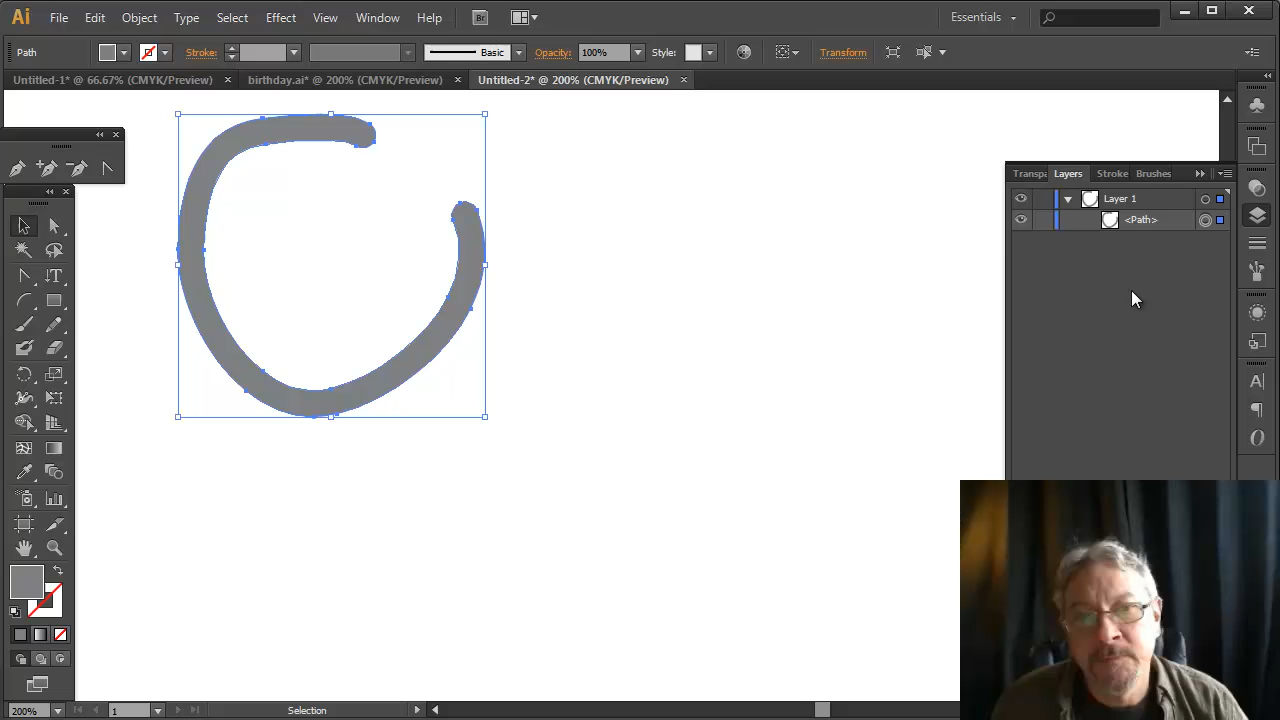 Ai File Edit Object Type Select Effect View Window Help Br Essentials
Path Stroke: Basic Opacity: 100% Style: Transform
Untitled-1* @ 66.67% (CMYK/Preview) birthday.ai* @ 200% (CMYK/Preview) Untitled-2* @ 200% (CMYK/Preview)
Transp Layers Stroke Brushes
Layer 1
<Path>
200% 1 Selection